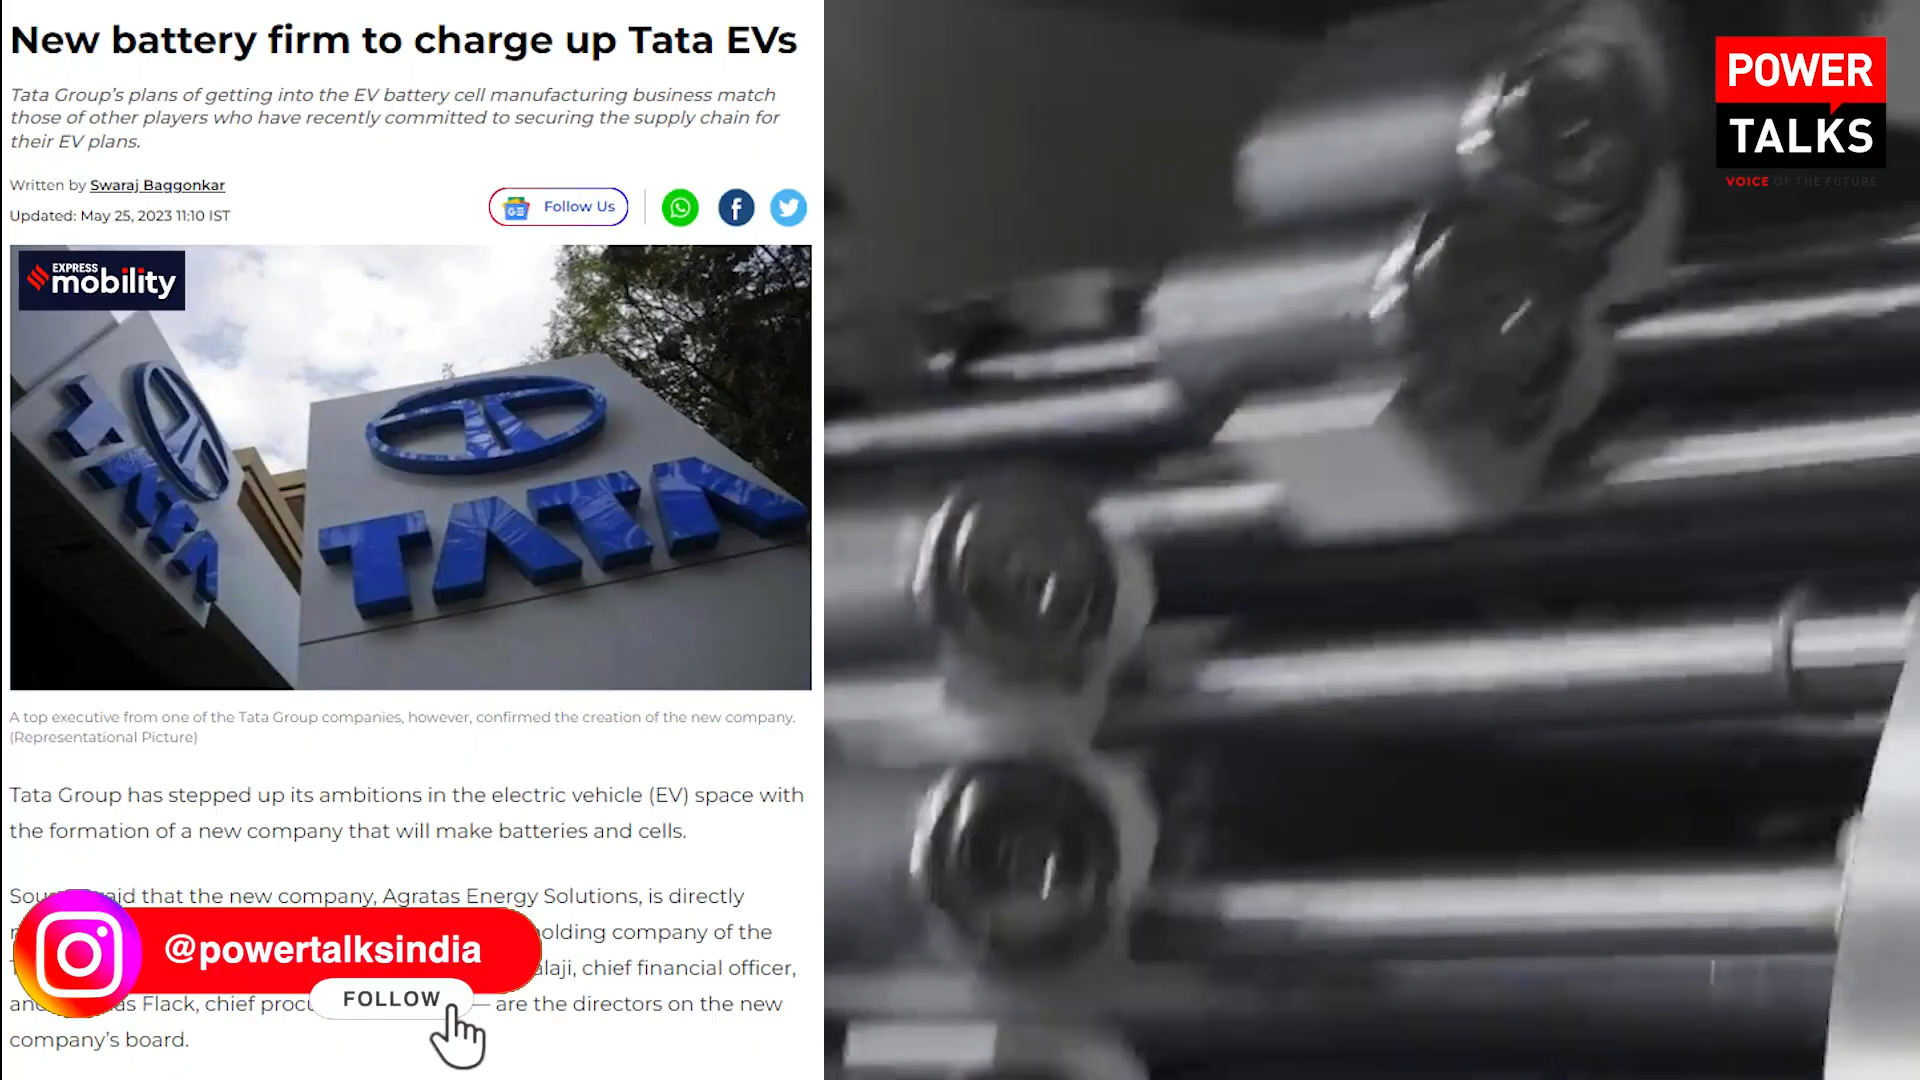 New battery firm to charge up Tata EVs
Tata Group's plans of getting into the EV battery cell manufacturing business match
those of other players who have recently committed to securing the supply chain for
their EV plans.
Written by Swaraj Baggonkar
Updated: May 25, 2023 11:10 IST
GE Follow Us
EXPRESS
mobility
TATA
TATA
A top executive from one of the Tata Group companies, however, confirmed the creation of the new company.
(Representational Picture)
Tata Group has stepped up its ambitions in the electric vehicle (EV) space with
the formation of a new company that will make batteries and cells.
that the new company, Agratas Energy Solutions, is directly
holding company of the
chief financial officer,
Flack, chief — are the directors on the new
company's board.
@powertalksindia
FOLLOW
POWER
TALKS
VOICE OF THE FUTURE